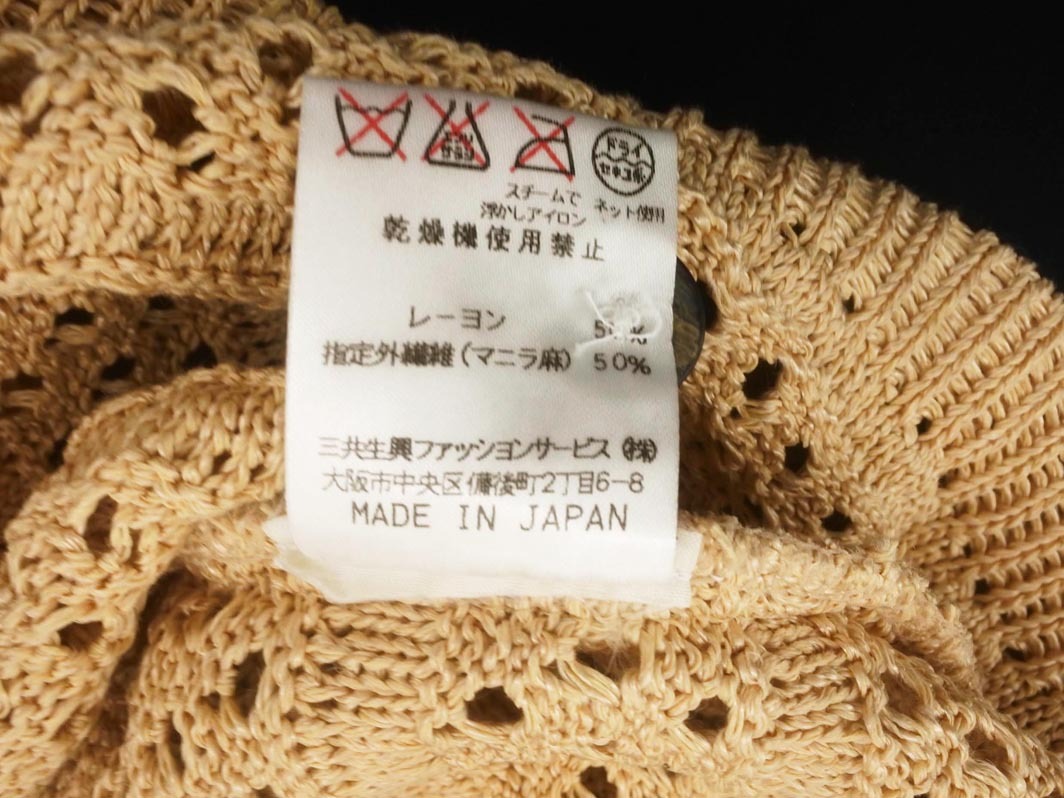 エンソ
サラシ
ドライ
セキユ系
スチームで
浮かしアイロン ネット使用
乾燥機使用禁止
レーヨン
指定外繊維(マニラ麻) 50%
三共生興ファッションサービス㈱
大阪市中央区備後町2丁目6-8
MADE IN JAPAN